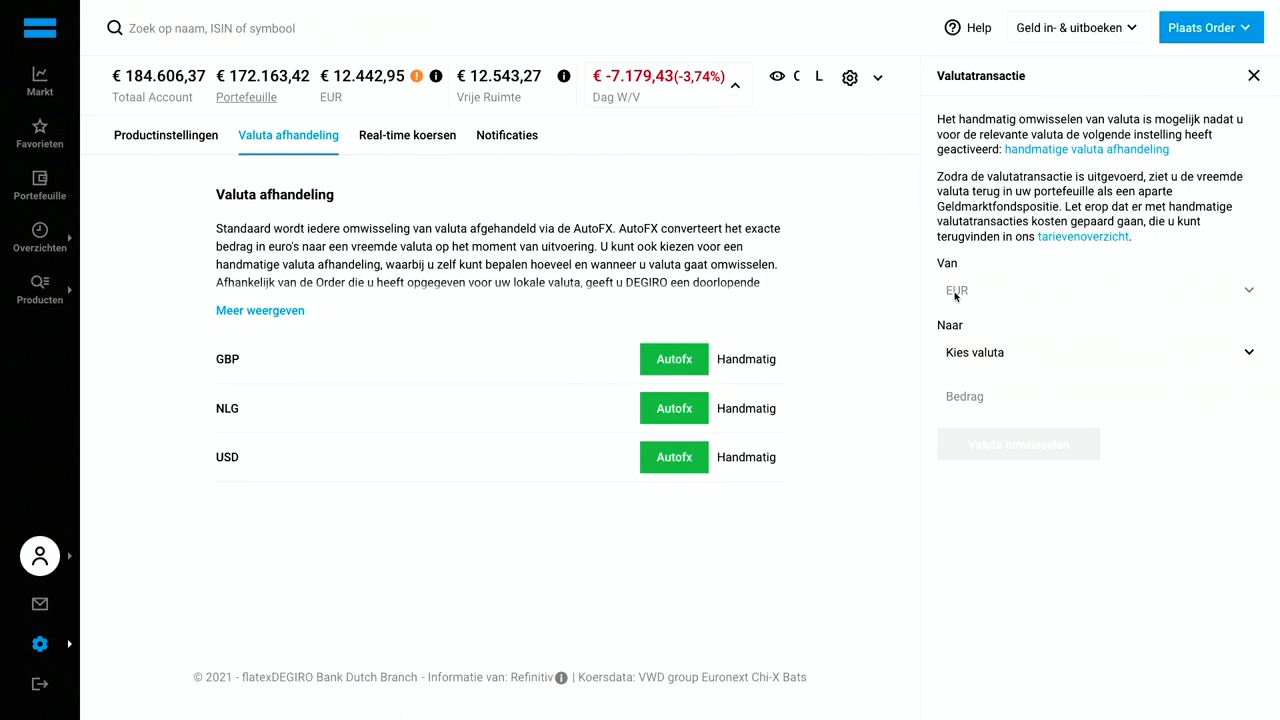 Zoek op naam, ISIN of symbool
Help
Geld in- & uitboeken
Plaats Order
Markt
Favorieten
Portefeuille
Overzichten
Producten
€ 184.606,37
Totaal Account
€ 172.163,42
Portefeuille
€ 12.442,95
EUR
€ 12.543,27
Vrije Ruimte
€ -7.179,43(-3,74%)
Dag W/V
C L
Productinstellingen
Valuta afhandeling
Real-time koersen
Notificaties
Valuta afhandeling
Standaard wordt iedere omwisseling van valuta afgehandeld via de AutoFX. AutoFX converteert het exacte
bedrag in euro's naar een vreemde valuta op het moment van uitvoering. U kunt ook kiezen voor een
handmatige valuta afhandeling, waarbij u zelf kunt bepalen hoeveel en wanneer u valuta gaat omwisselen.
Afhankelijk van de Order die u heeft opgegeven voor uw lokale valuta, geeft u DEGIRO een doorlopende
Meer weergeven
GBP Autofx Handmatig
NLG Autofx Handmatig
USD Autofx Handmatig
© 2021 - flatexDEGIRO Bank Dutch Branch - Informatie van: Refinitiv | Koersdata: VWD group Euronext Chi-X Bats
Valutatransactie
Het handmatig omwisselen van valuta is mogelijk nadat u
voor de relevante valuta de volgende instelling heeft
geactiveerd: handmatige valuta afhandeling
Zodra de valutatransactie is uitgevoerd, ziet u de vreemde
valuta terug in uw portefeuille als een aparte
Geldmarktfondspositie. Let erop dat er met handmatige
valutatransacties kosten gepaard gaan, die u kunt
terugvinden in ons tarievenoverzicht.
Van
EUR
Naar
Kies valuta
Bedrag
Valuta omwisselen